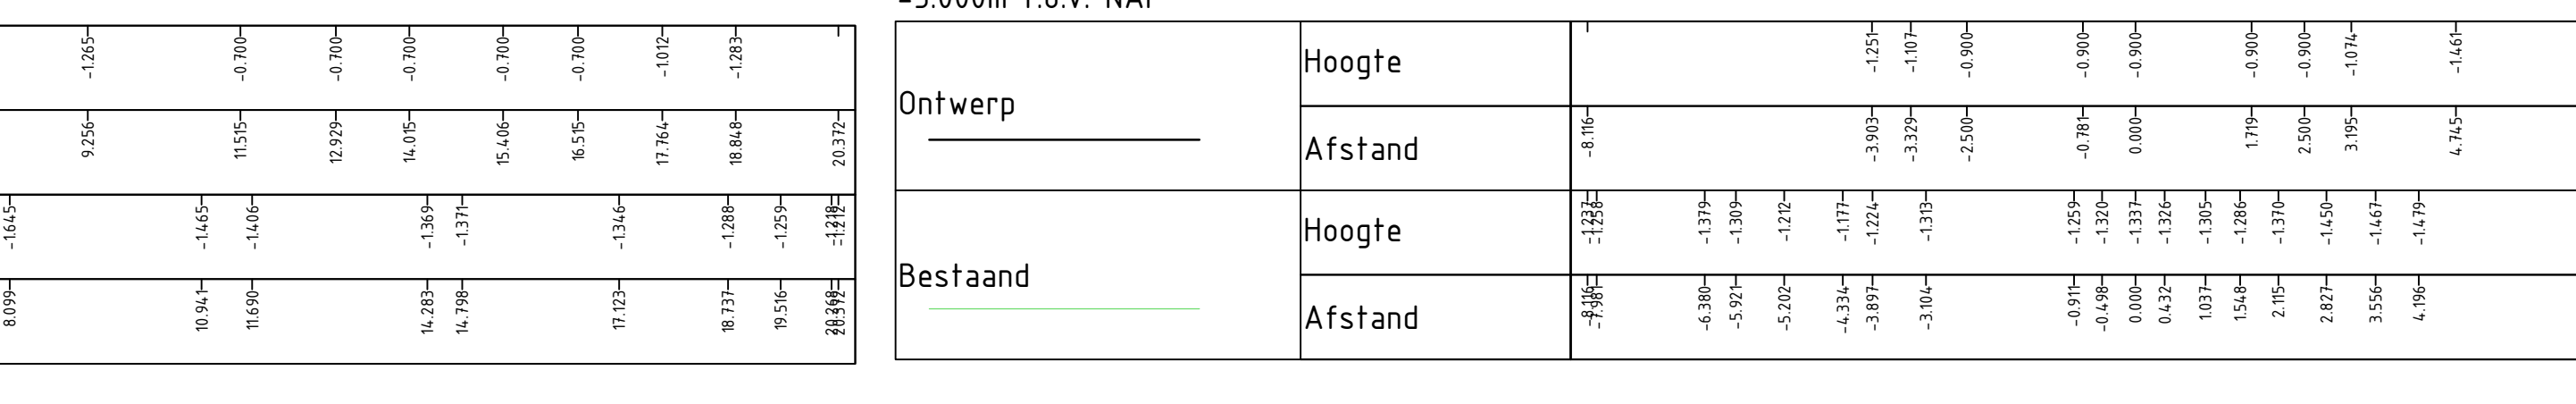 -1.265 -0.700 -0.700 -0.700 -0.700 -0.700 -1.012 -1.283
9.256 11.515 12.929 14.015 15.406 16.515 17.764 18.848 20.372
-1.645 -1.465 -1.406 -1.369 -1.371 -1.346 -1.288 -1.259 -1.212
8.099 10.941 11.690 14.283 14.798 17.123 18.737 19.516 20.372
Ontwerp
Hoogte -1.251 -1.107 -0.900 -0.900 -0.900 -0.900 -0.900 -1.074 -1.461
Afstand -8.116 -3.903 -3.329 -2.500 -0.781 0.000 1.719 2.500 3.195 4.745
Bestaand
Hoogte -1.237 -1.258 -1.379 -1.309 -1.212 -1.177 -1.224 -1.313 -1.259 -1.320 -1.337 -1.326 -1.305 -1.286 -1.370 -1.450 -1.467 -1.479
Afstand -8.116 -7.981 -6.380 -5.921 -5.202 -4.334 -3.897 -3.104 -0.911 -0.498 0.000 0.432 1.037 1.548 2.115 2.827 3.556 4.196